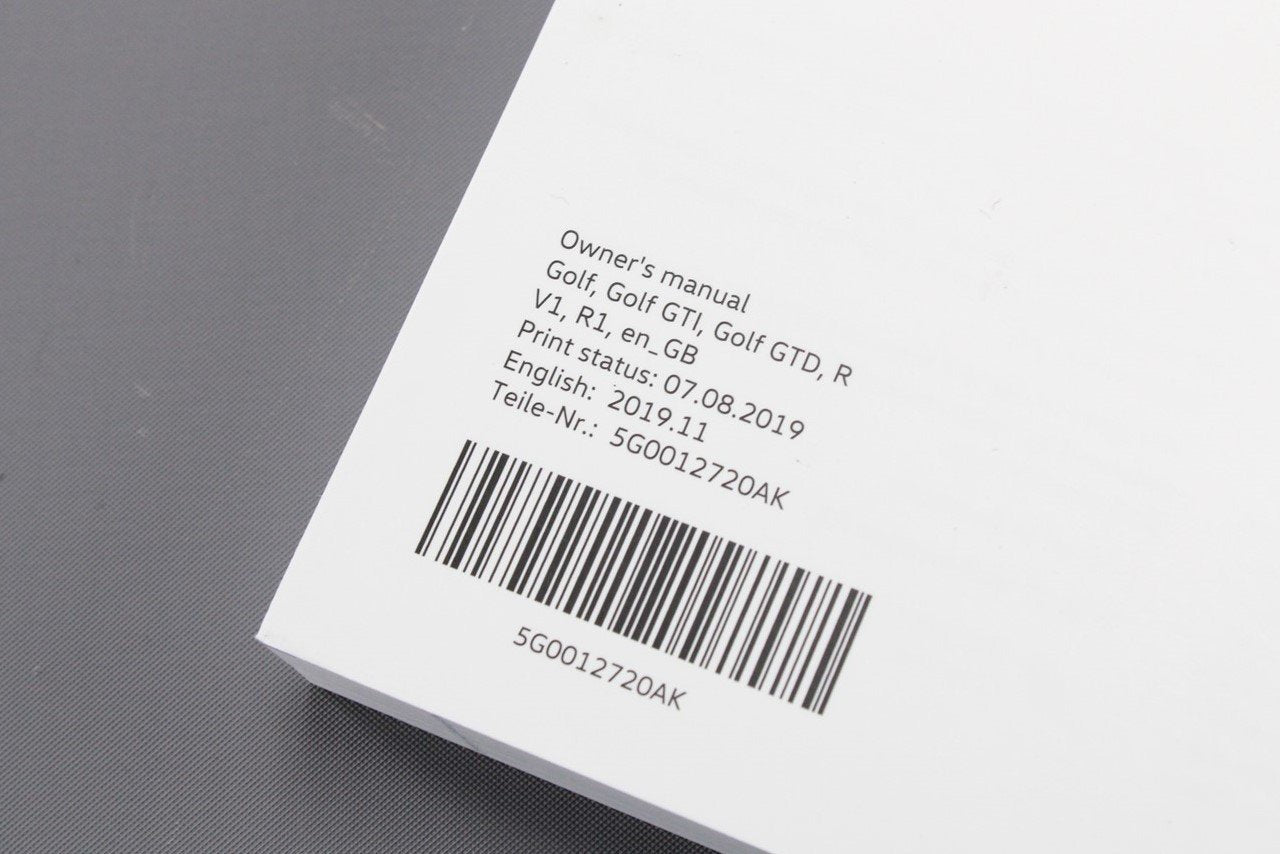 Owner's manual
Golf, Golf GTI, Golf GTD, R
V1, R1, en_GB
Print status: 07.08.2019
English: 2019.11
Teile-Nr.: 5G0012720AK
5G0012720AK